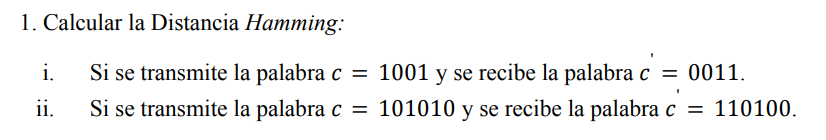 1. Calcular la Distancia Hamming:
i. Si se transmite la palabra c = 1001 y se recibe la palabra c' = 0011.
ii. Si se transmite la palabra c = 101010 y se recibe la palabra c' = 110100.